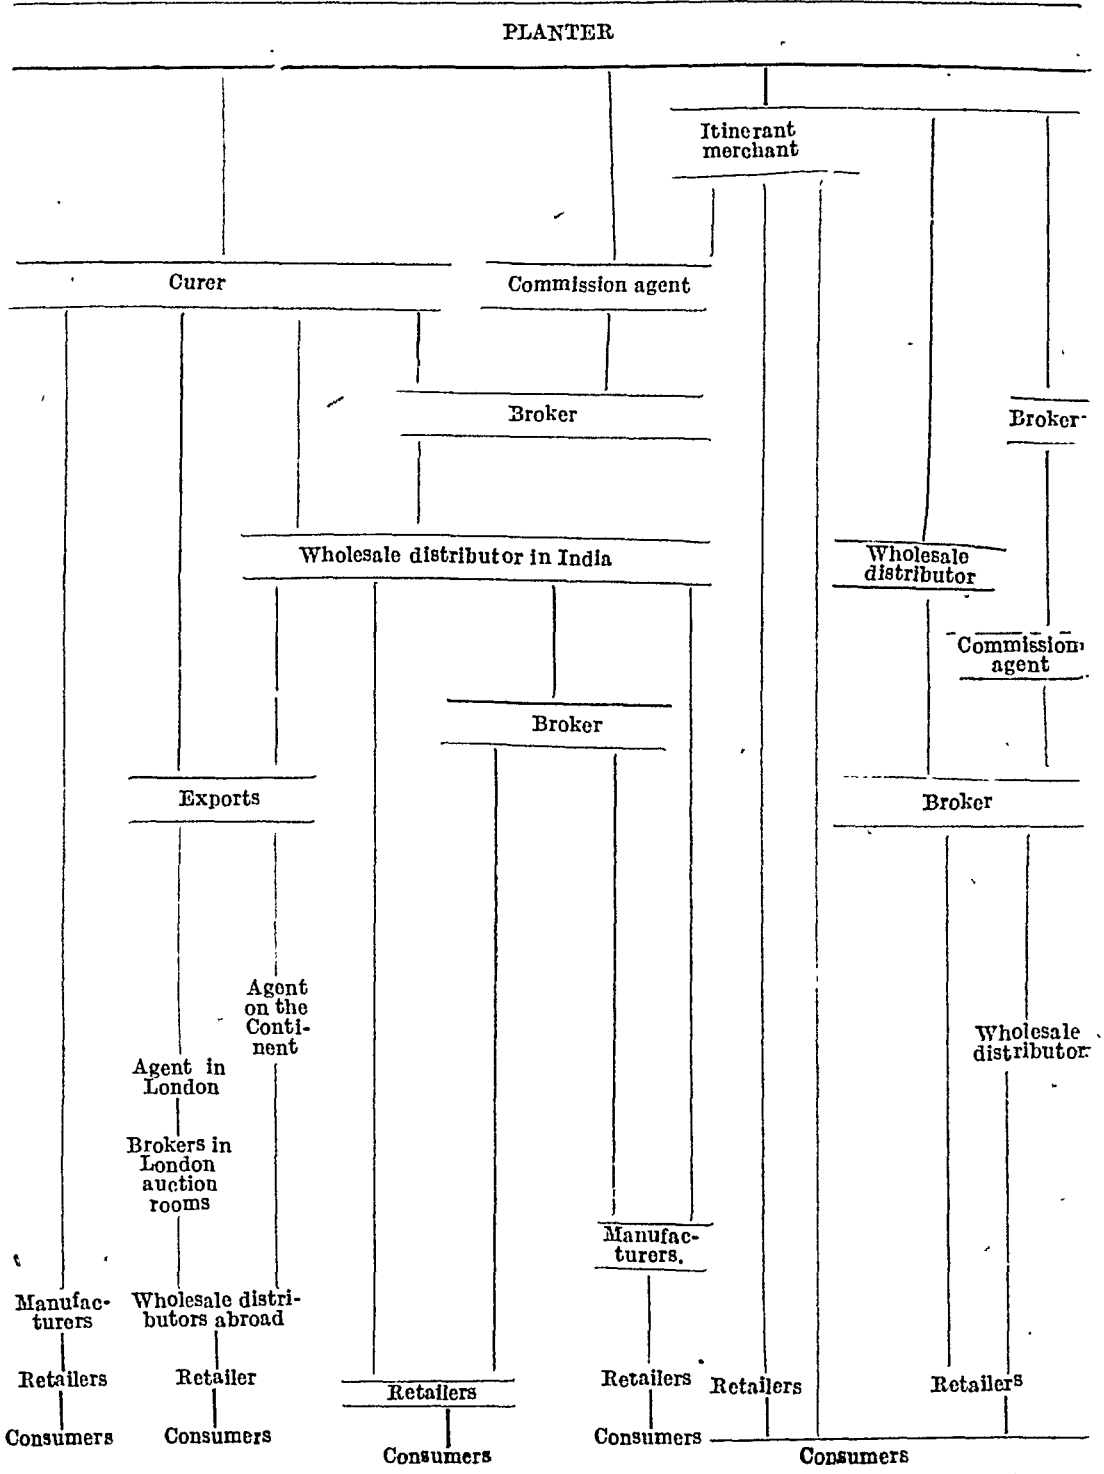 PLANTER
Itinerant
merchant
Curer
Commission agent
Broker
Broker
Wholesale distributor in India
Wholesale
distributor
Commission
agent
Broker
Exports
Broker
Agent
on the
Conti-
nent
Wholesale
distributor
Agent in
London
Brokers in
London
auction
rooms
Manufac-
turers.
Manufac-
turers
Wholesale distri-
butors abroad
Retailers
Retailer
Retailers
Retailers
Retailers
Retailers
Consumers
Consumers
Consumers
Consumers
Consumers